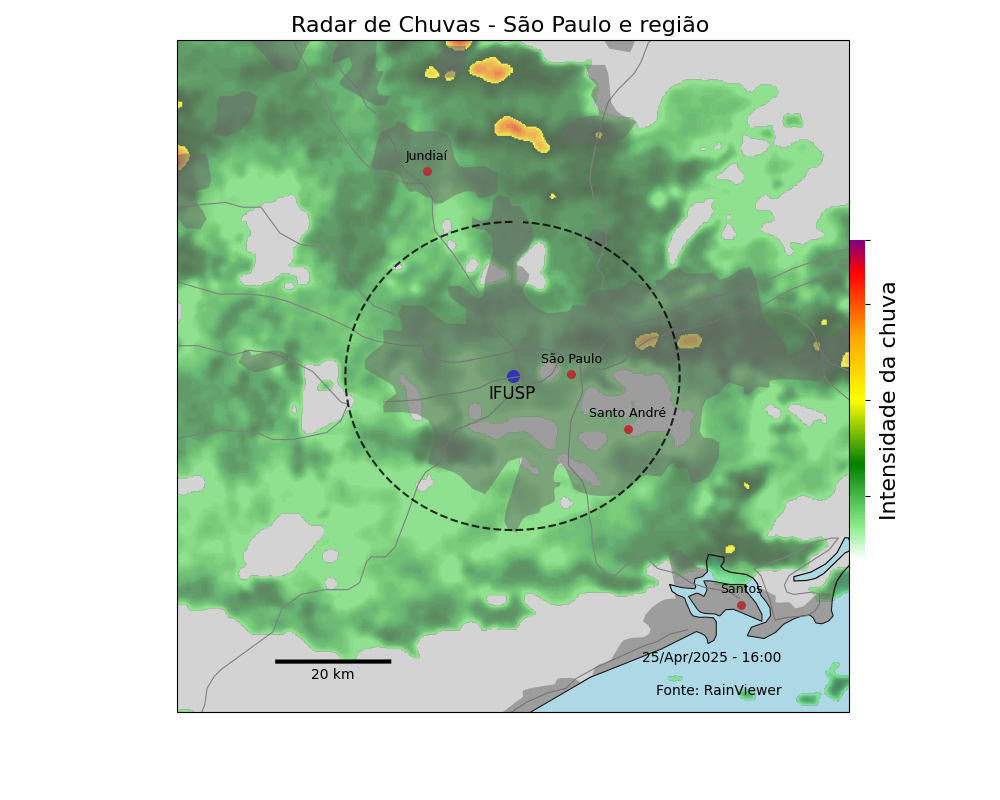 Radar de Chuvas - São Paulo e região
Jundiaí
São Paulo
IFUSP
Santo André
Intensidade da chuva
Santos
25/Apr/2025 - 16:00
20 km
Fonte: RainViewer